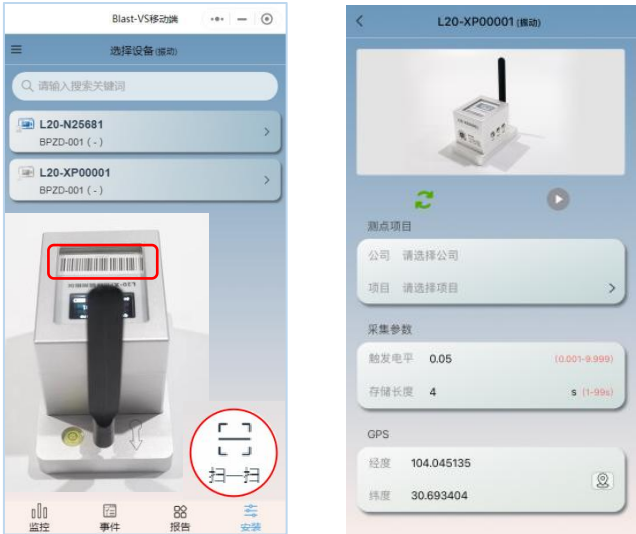 Blast-VS移动端
选择设备(振动)
请输入搜索关键词
L20-N25681
BPZD-001 ( - )
L20-XP00001
BPZD-001 ( - )
扫一扫
监控
事件
报告
安装
L20-XP00001 (振动)
测点项目
公司 请选择公司
项目 请选择项目
采集参数
触发电平 0.05 (0.001-9.999)
存储长度 4 s (1-99s)
GPS
经度 104.045135
纬度 30.693404